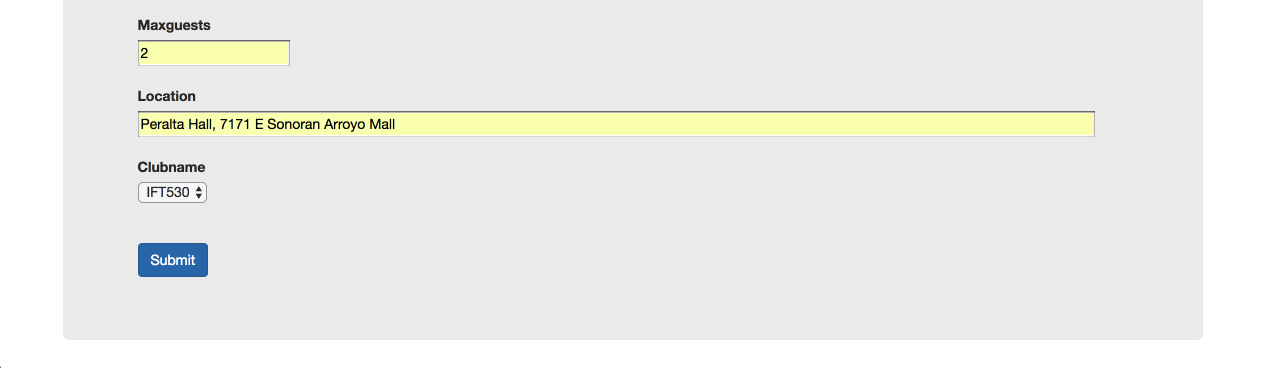 Maxguests
2
Location
Peralta Hall, 7171 E Sonoran Arroyo Mall
Clubname
IFT530
Submit